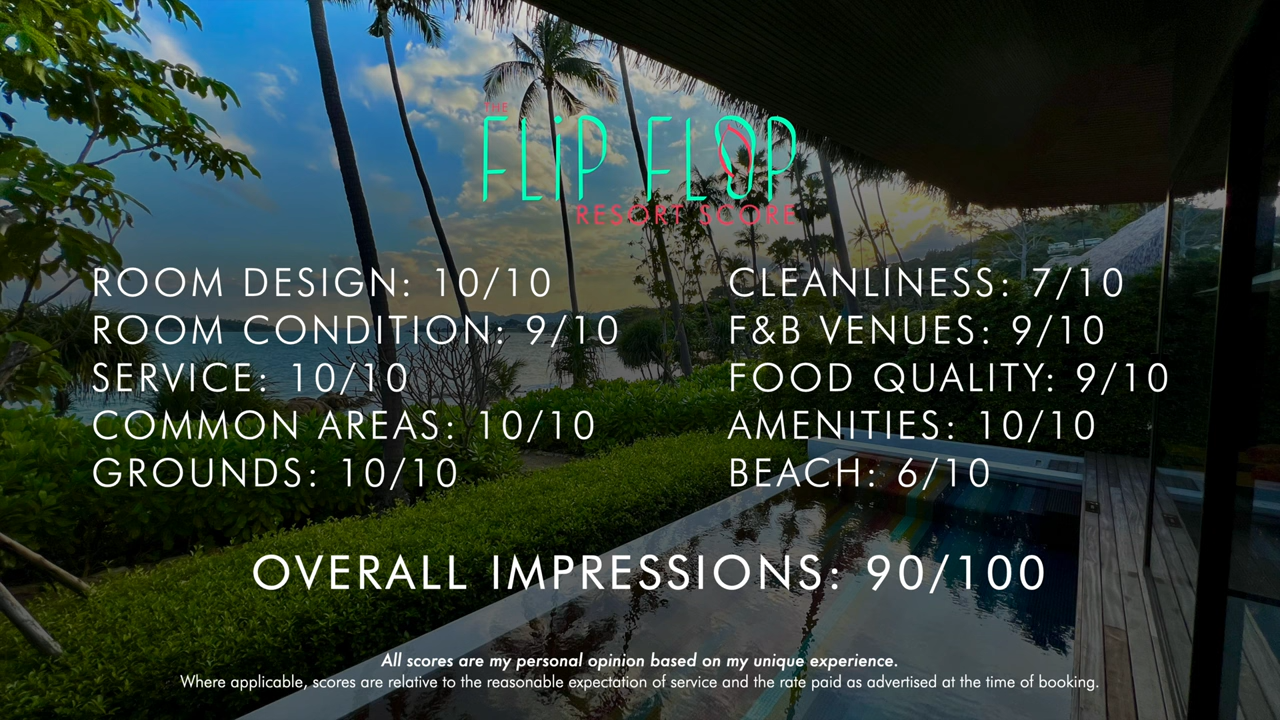 THE
FLiP FLOP
RESORT SCORE
ROOM DESIGN: 10/10
ROOM CONDITION: 9/10
SERVICE: 10/10
COMMON AREAS: 10/10
GROUNDS: 10/10
CLEANLINESS: 7/10
F&B VENUES: 9/10
FOOD QUALITY: 9/10
AMENITIES: 10/10
BEACH: 6/10
OVERALL IMPRESSIONS: 90/100
All scores are my personal opinion based on my unique experience.
Where applicable, scores are relative to the reasonable expectation of service and the rate paid as advertised at the time of booking.